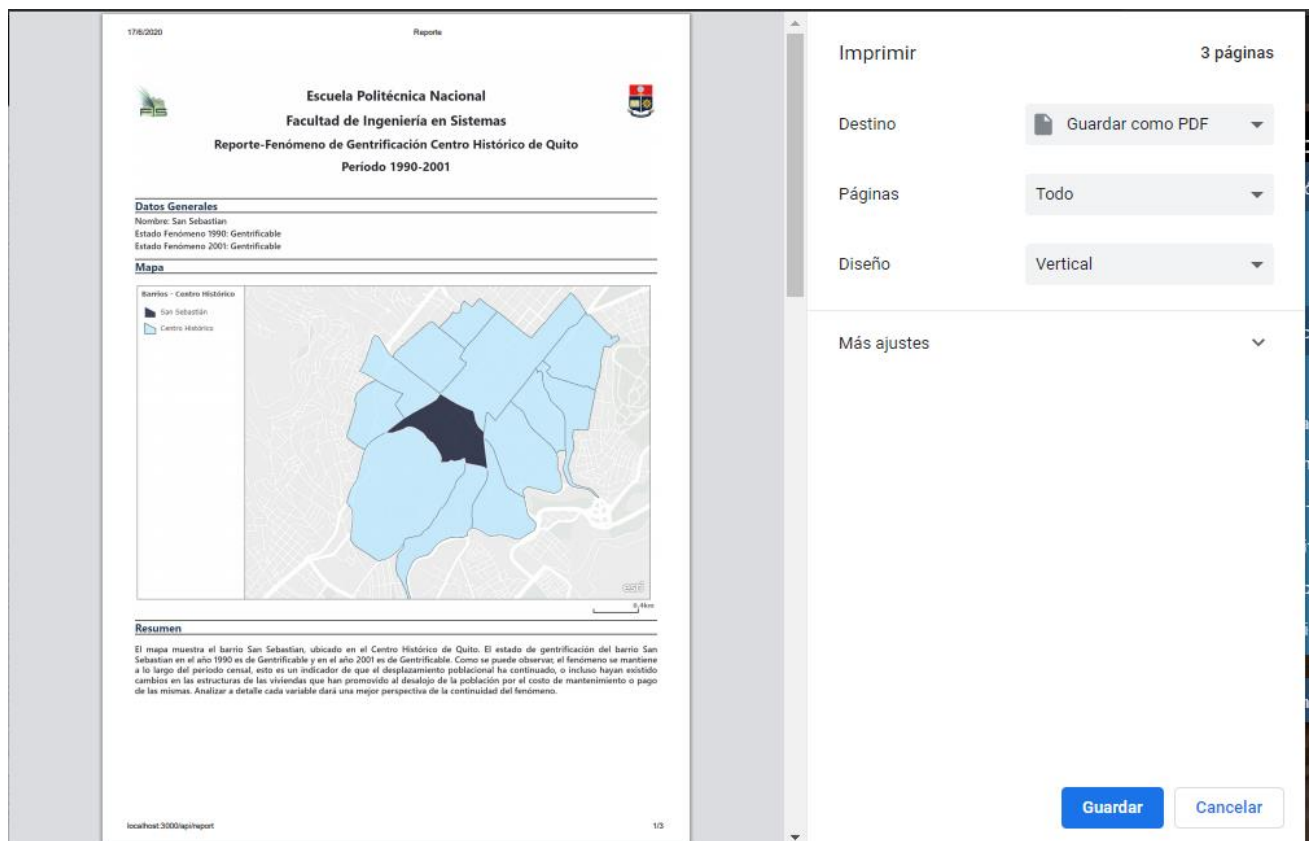 17/6/2020 Reporte
Escuela Politécnica Nacional
Facultad de Ingeniería en Sistemas
Reporte-Fenómeno de Gentrificación Centro Histórico de Quito
Período 1990-2001
Datos Generales
Nombre: San Sebastian
Estado Fenómeno 1990: Gentrificable
Estado Fenómeno 2001: Gentrificable
Mapa
Barrios - Centro Histórico
San Sebastián
Centro Histórico
esri
0,4km
Resumen
El mapa muestra el barrio San Sebastian, ubicado en el Centro Histórico de Quito. El estado de gentrificación del barrio San
Sebastian en el año 1990 es de Gentrificable y en el año 2001 es de Gentrificable. Como se puede observar, el fenómeno se mantiene
a lo largo del período censal, esto es un indicador de que el desplazamiento poblacional ha continuado, o incluso hayan existido
cambios en las estructuras de las viviendas que han promovido al desalojo de la población por el costo de mantenimiento o pago
de las mismas. Analizar a detalle cada variable dará una mejor perspectiva de la continuidad del fenómeno.
localhost:3000/api/report 1/3
Imprimir 3 páginas
Destino Guardar como PDF
Páginas Todo
Diseño Vertical
Más ajustes
Guardar Cancelar